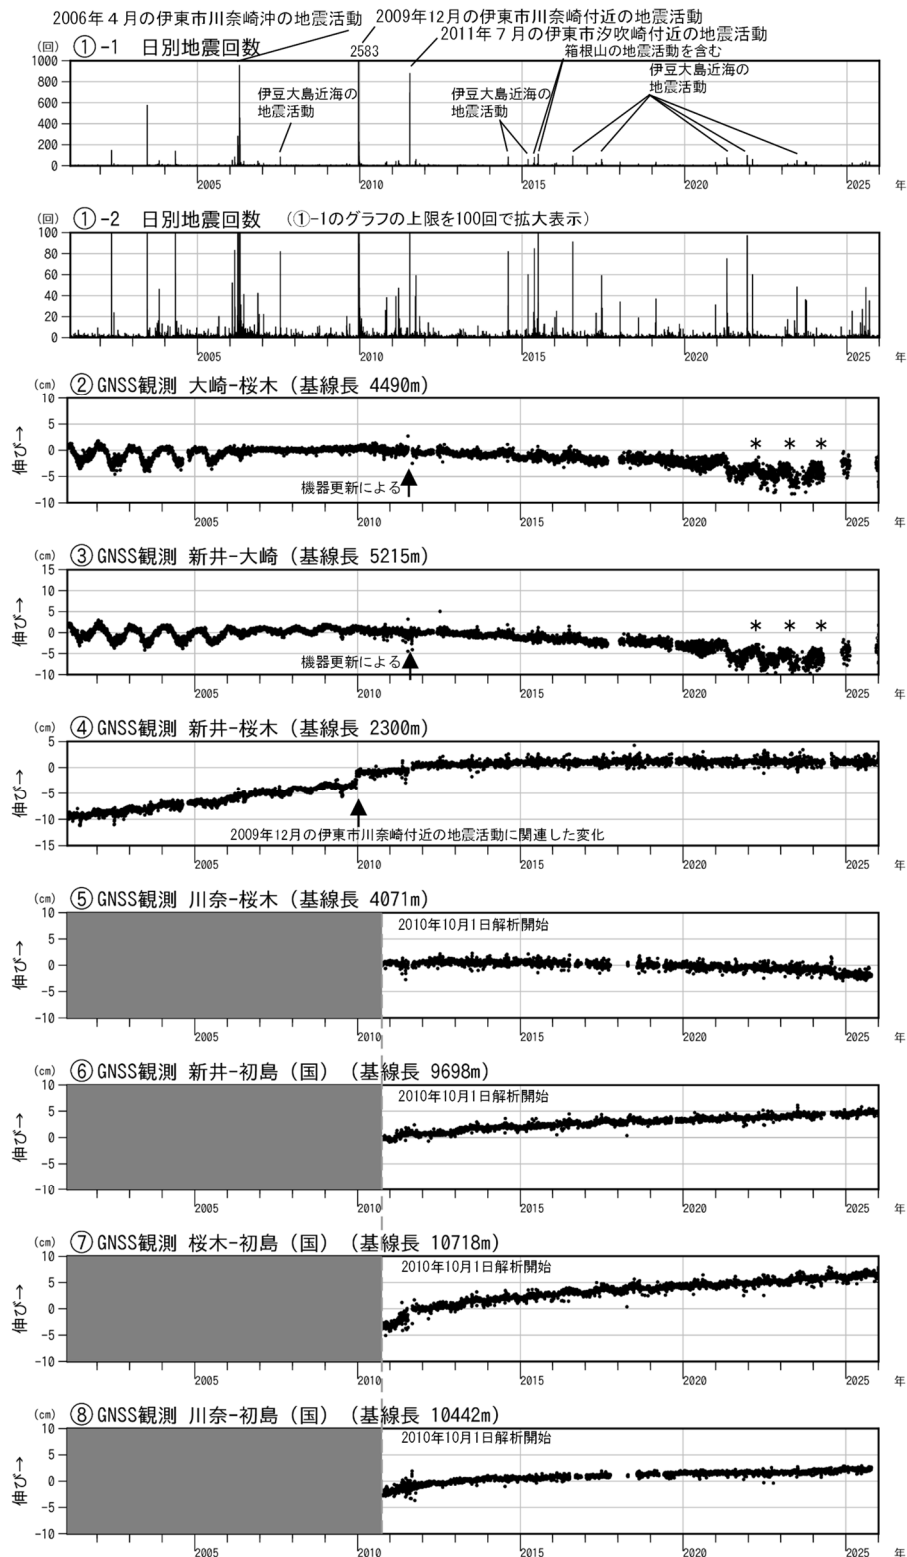 2006年４月の伊東市川奈崎沖の地震活動
2009年12月の伊東市川奈崎付近の地震活動
2011年７月の伊東市汐吹崎付近の地震活動
(回) ①-1 日別地震回数
2583
箱根山の地震活動を含む
伊豆大島近海の
地震活動
伊豆大島近海の
地震活動
伊豆大島近海の
地震活動
1000
800
600
400
200
0
2005 2010 2015 2020 2025 年
(回) ①-2 日別地震回数 （①-1のグラフの上限を100回で拡大表示）
100
80
60
40
20
0
2005 2010 2015 2020 2025 年
(cm) ②GNSS観測 大崎-桜木（基線長 4490m）
伸び→
10
5
0
-5
-10
* * *
機器更新による
2005 2010 2015 2020 2025 年
(cm) ③GNSS観測 新井-大崎（基線長 5215m）
伸び→
15
10
5
0
-5
-10
* * *
機器更新による
2005 2010 2015 2020 2025 年
(cm) ④GNSS観測 新井-桜木（基線長 2300m）
伸び→
5
0
-5
-10
-15
2009年12月の伊東市川奈崎付近の地震活動に関連した変化
2005 2010 2015 2020 2025 年
(cm) ⑤GNSS観測 川奈-桜木（基線長 4071m）
2010年10月1日解析開始
伸び→
10
5
0
-5
-10
2005 2010 2015 2020 2025 年
(cm) ⑥GNSS観測 新井-初島（国）（基線長 9698m）
2010年10月1日解析開始
伸び→
10
5
0
-5
-10
2005 2010 2015 2020 2025 年
(cm) ⑦GNSS観測 桜木-初島（国）（基線長 10718m）
2010年10月1日解析開始
伸び→
10
5
0
-5
-10
2005 2010 2015 2020 2025 年
(cm) ⑧GNSS観測 川奈-初島（国）（基線長 10442m）
2010年10月1日解析開始
伸び→
10
5
0
-5
-10
2005 2010 2015 2020 2025 年